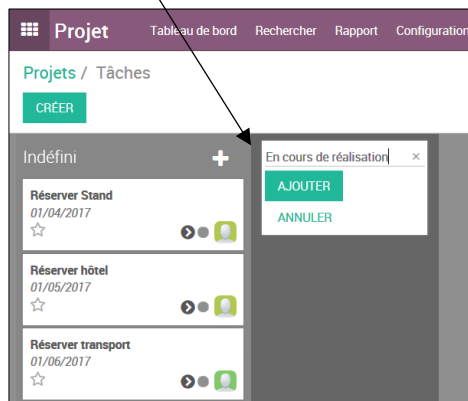 Projet Tableau de bord Rechercher Rapport Configuration
Projets / Tâches
CRÉER
Indéfini
Réserver Stand
01/04/2017
Réserver hôtel
01/05/2017
Réserver transport
01/06/2017
En cours de réalisation ×
AJOUTER
ANNULER